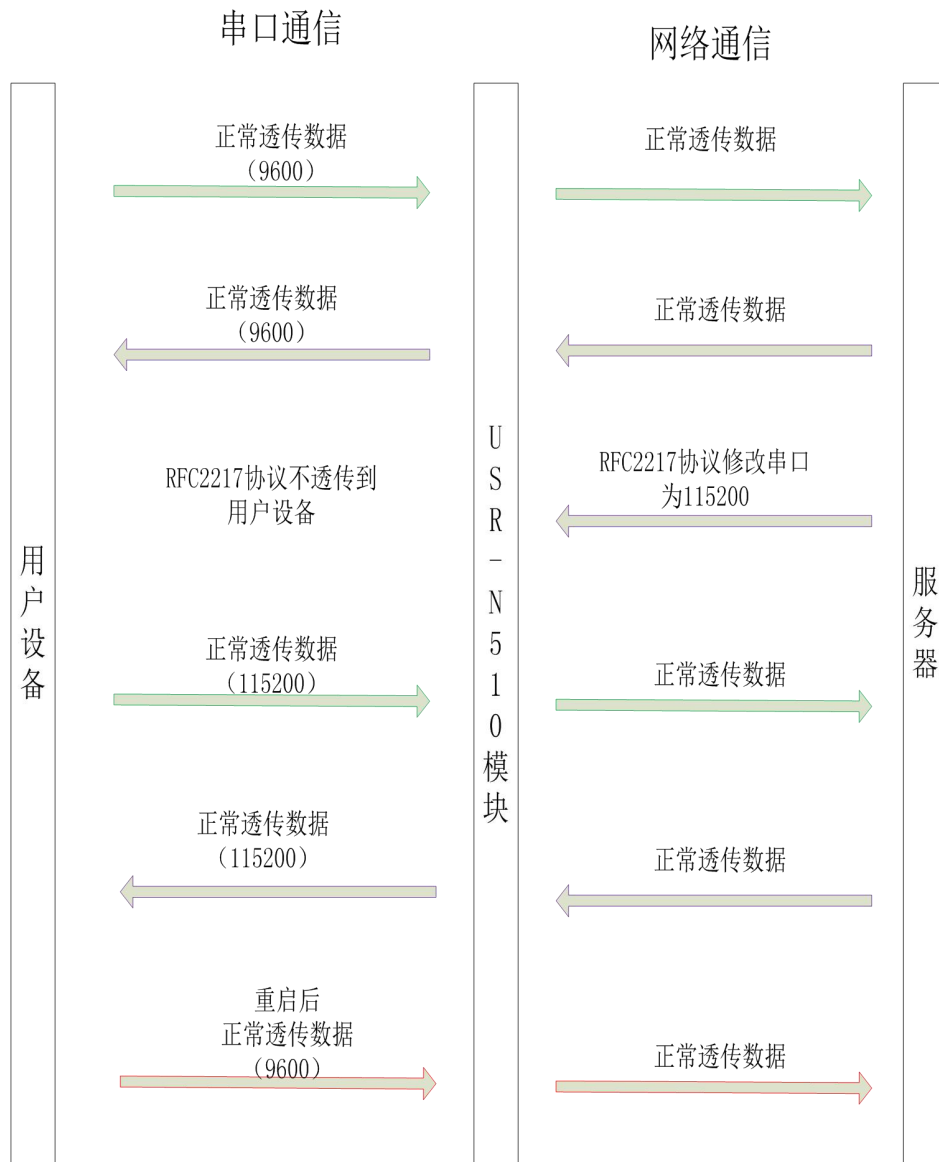 串口通信
网络通信
正常透传数据
（9600）
正常透传数据
正常透传数据
（9600）
正常透传数据
RFC2217协议不透传到
用户设备
RFC2217协议修改串口
为115200
用户设备
USR-N510模块
服务器
正常透传数据
（115200）
正常透传数据
正常透传数据
（115200）
正常透传数据
重启后
正常透传数据
（9600）
正常透传数据